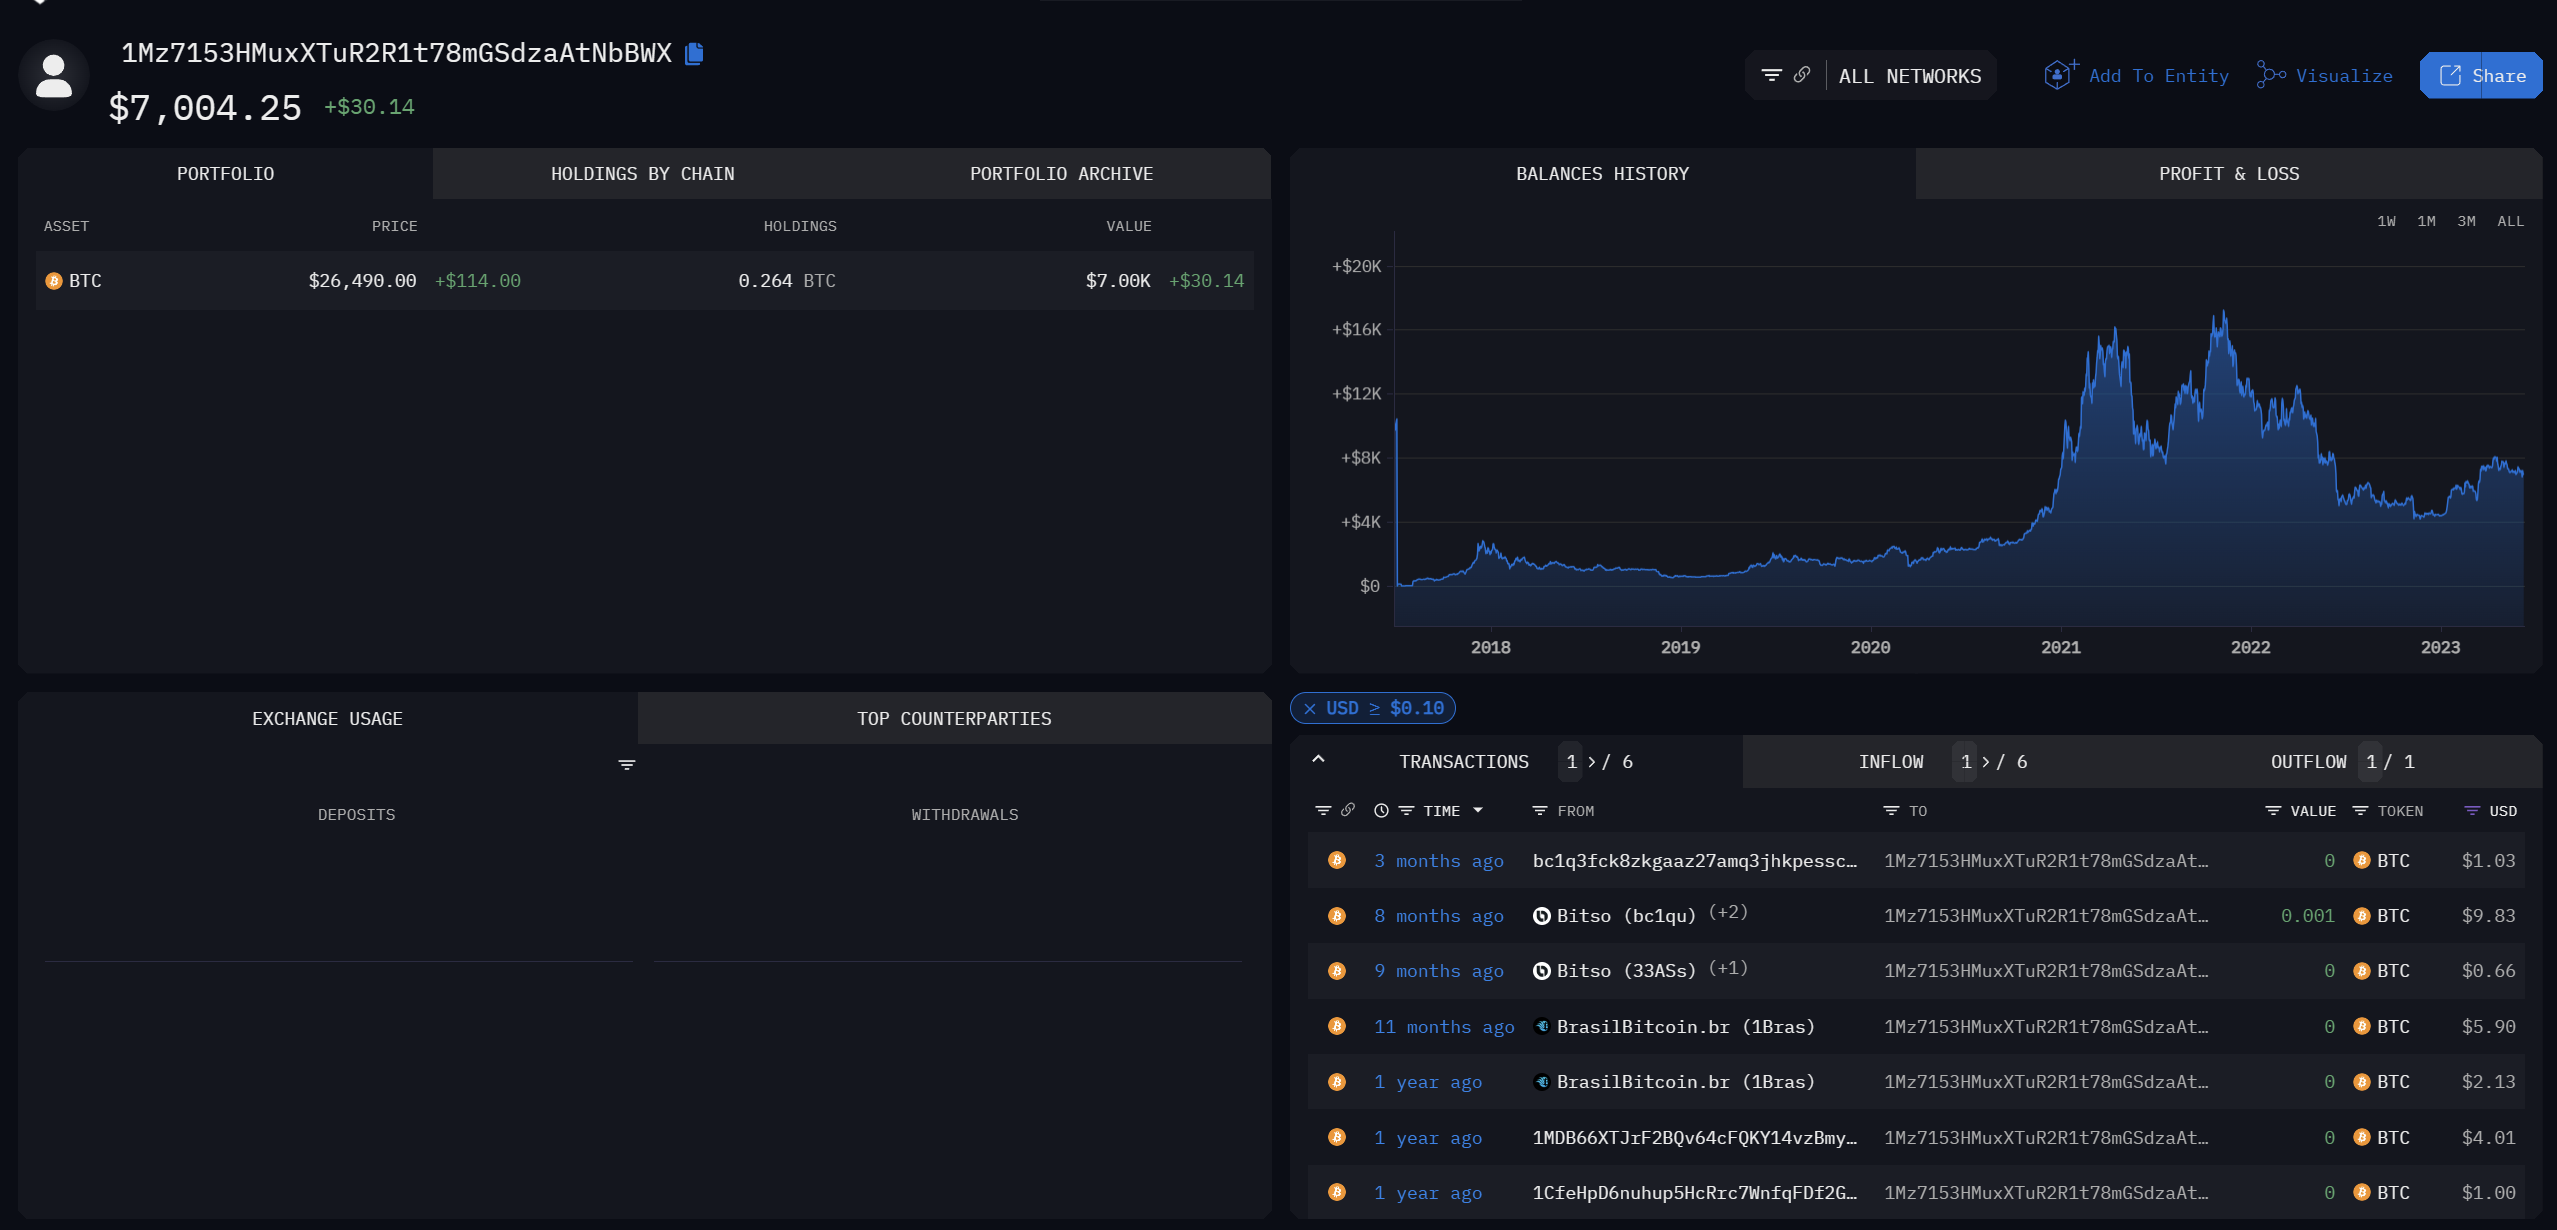 1Mz7153HMuxXTuR2R1t78mGSdzaAtNbBWX
$7,004.25 +$30.14
ALL NETWORKS
Add To Entity
Visualize
Share
PORTFOLIO HOLDINGS BY CHAIN PORTFOLIO ARCHIVE
ASSET PRICE HOLDINGS VALUE
BTC $26,490.00 +$114.00 0.264 BTC $7.00K +$30.14
BALANCES HISTORY PROFIT & LOSS
1W 1M 3M ALL
+$20K
+$16K
+$12K
+$8K
+$4K
$0
2018 2019 2020 2021 2022 2023
EXCHANGE USAGE TOP COUNTERPARTIES
DEPOSITS WITHDRAWALS
× USD ≥ $0.10
TRANSACTIONS 1 > / 6 INFLOW 1 > / 6 OUTFLOW 1 / 1
TIME FROM TO VALUE TOKEN USD
3 months ago bc1q3fck8zkgaaz27amq3jhkpessc… 1Mz7153HMuxXTuR2R1t78mGSdzaAt… 0 BTC $1.03
8 months ago Bitso (bc1qu) (+2) 1Mz7153HMuxXTuR2R1t78mGSdzaAt… 0.001 BTC $9.83
9 months ago Bitso (33ASs) (+1) 1Mz7153HMuxXTuR2R1t78mGSdzaAt… 0 BTC $0.66
11 months ago BrasilBitcoin.br (1Bras) 1Mz7153HMuxXTuR2R1t78mGSdzaAt… 0 BTC $5.90
1 year ago BrasilBitcoin.br (1Bras) 1Mz7153HMuxXTuR2R1t78mGSdzaAt… 0 BTC $2.13
1 year ago 1MDB66XTJrF2BQv64cFQKY14vzBmy… 1Mz7153HMuxXTuR2R1t78mGSdzaAt… 0 BTC $4.01
1 year ago 1CfeHpD6nuhup5HcRrc7WnfqFDf2G… 1Mz7153HMuxXTuR2R1t78mGSdzaAt… 0 BTC $1.00